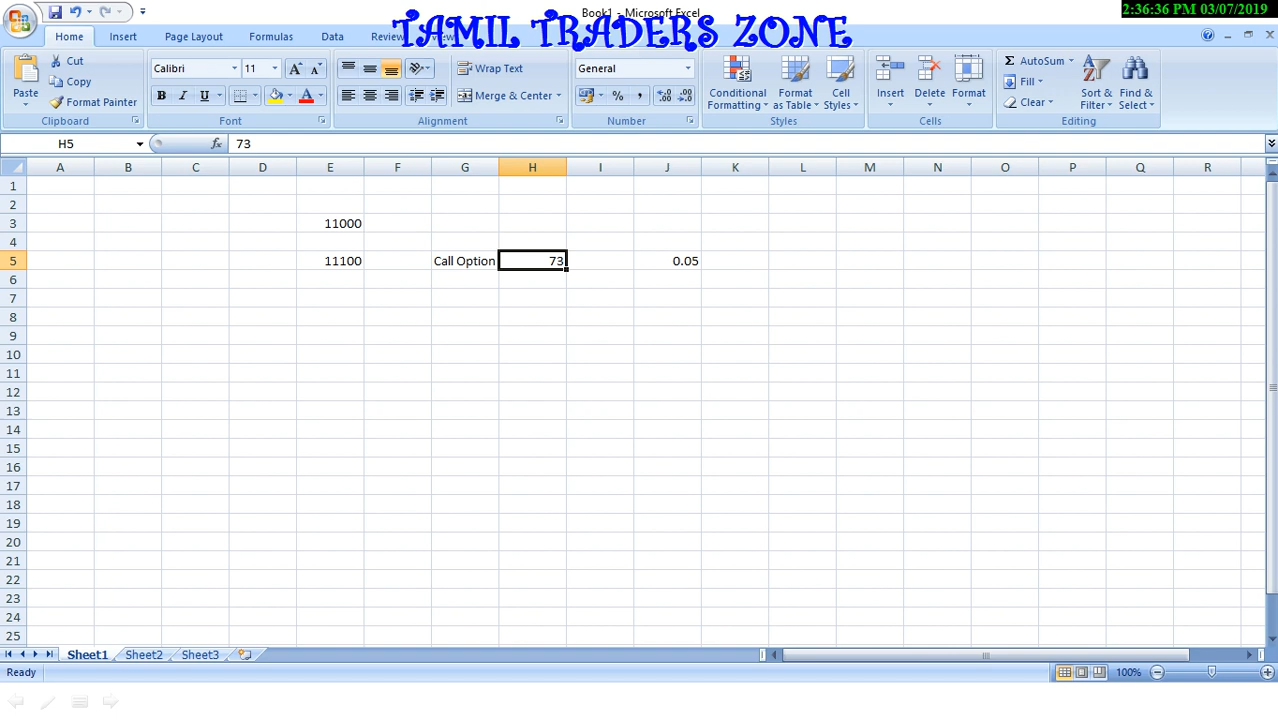 Book1 - Microsoft Excel
2:36:36 PM 03/07/2019
TAMIL TRADERS ZONE
Home Insert Page Layout Formulas Data Review
Paste Cut Copy Format Painter Clipboard
Calibri 11 B I U A A A Font
Wrap Text Merge & Center Alignment
General % , .0 .00 .00 .0 Number
Conditional Formatting Format as Table Cell Styles Styles
Insert Delete Format Cells
Σ AutoSum Fill Clear Sort & Filter Find & Select Editing
H5 fx 73
A B C D E F G H I J K L M N O P Q R
1
2
3 11000
4
5 11100 Call Option 73 0.05
6
7
8
9
10
11
12
13
14
15
16
17
18
19
20
21
22
23
24
25
Sheet1 Sheet2 Sheet3
Ready 100%